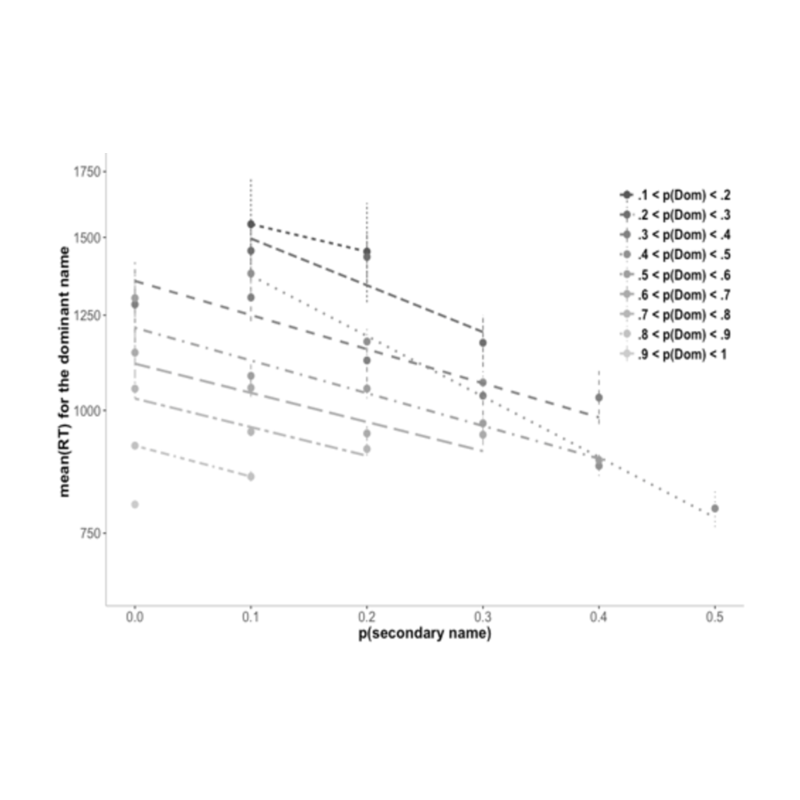 mean(RT) for the dominant name
1750
1500
1250
1000
750
.1 < p(Dom) < .2
.2 < p(Dom) < .3
.3 < p(Dom) < .4
.4 < p(Dom) < .5
.5 < p(Dom) < .6
.6 < p(Dom) < .7
.7 < p(Dom) < .8
.8 < p(Dom) < .9
.9 < p(Dom) < 1
0.0 0.1 0.2 0.3 0.4 0.5
p(secondary name)